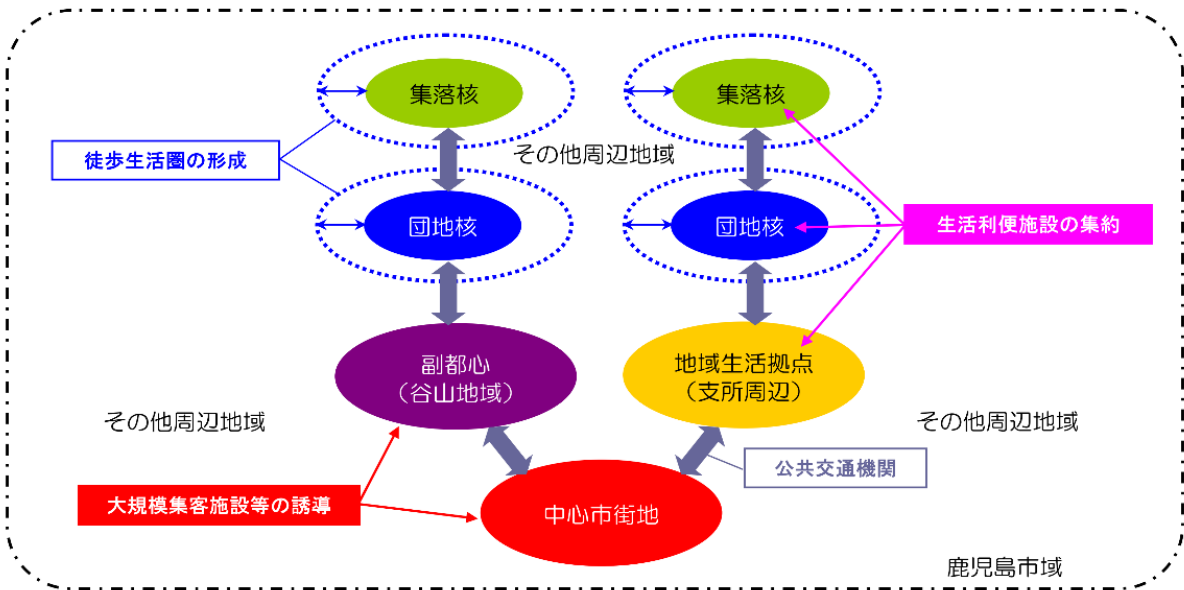 集落核
集落核
徒歩生活圏の形成
その他周辺地域
団地核
団地核
生活利便施設の集約
副都心
（谷山地域）
地域生活拠点
（支所周辺）
その他周辺地域
その他周辺地域
公共交通機関
大規模集客施設等の誘導
中心市街地
鹿児島市域